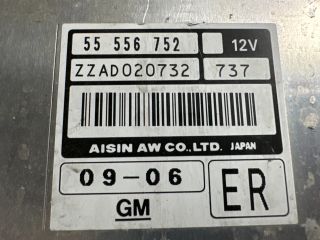 55 556 752 12V
ZZAD020732 737
AISIN AW CO., LTD. JAPAN
09-06 ER
GM